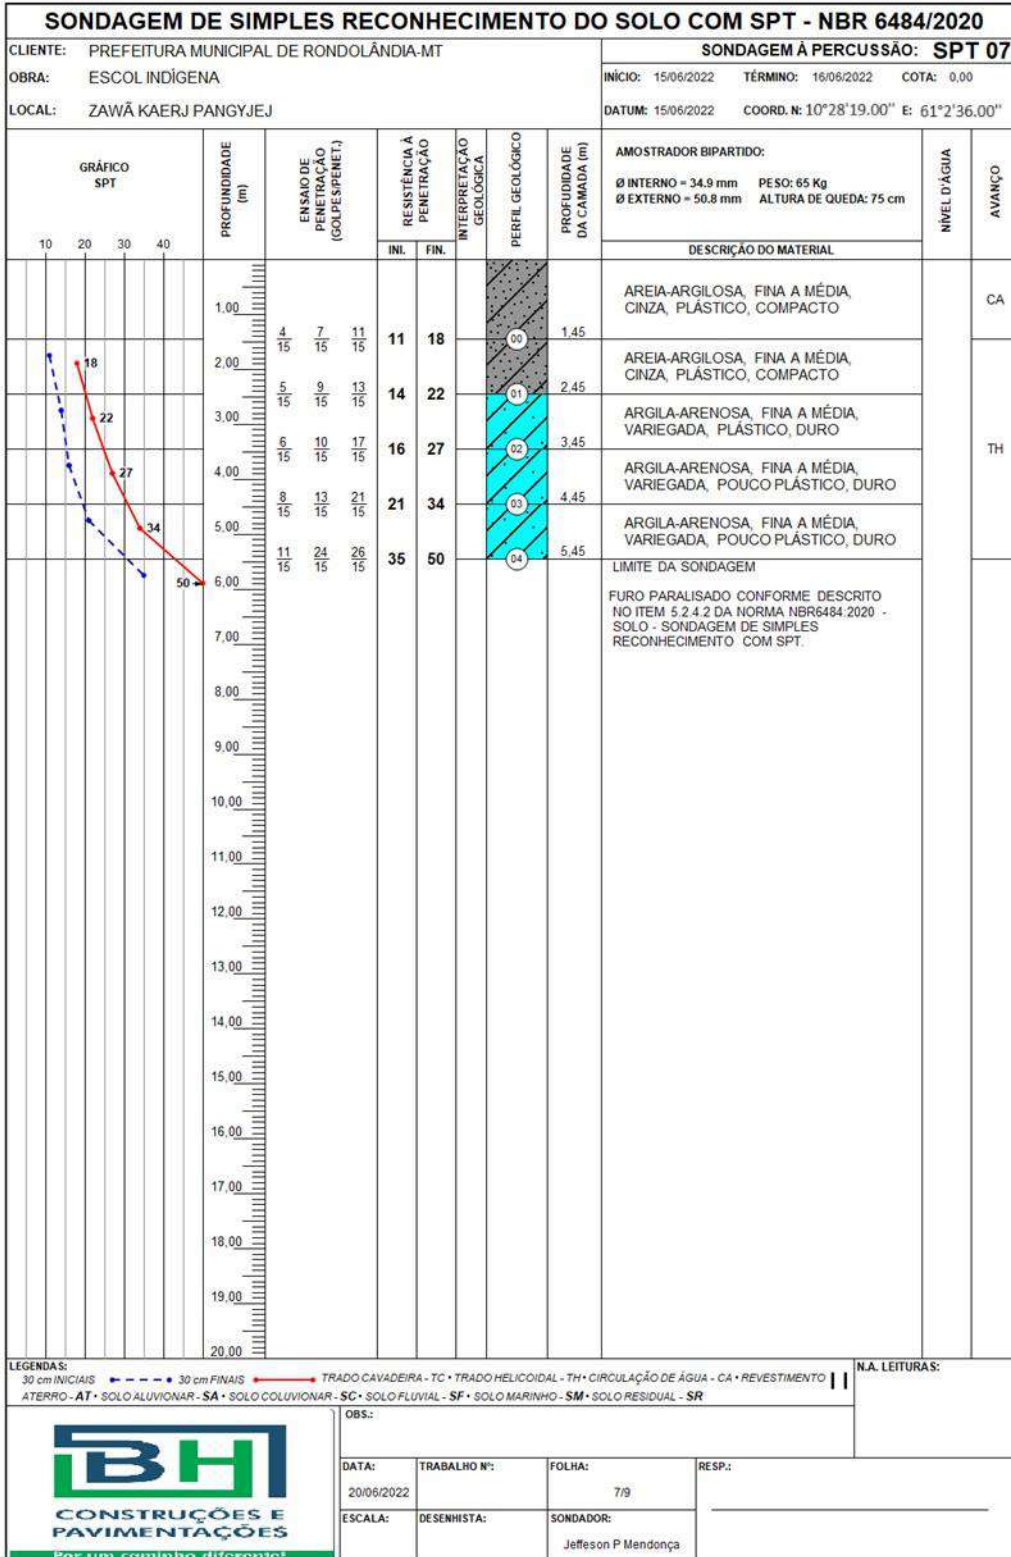 SONDAGEM DE SIMPLES RECONHECIMENTO DO SOLO COM SPT - NBR 6484/2020
CLIENTE: PREFEITURA MUNICIPAL DE RONDOLÂNDIA-MT
SONDAGEM À PERCUSSÃO: SPT 07
OBRA: ESCOL INDÌGENA
INÍCIO: 15/06/2022 TÉRMINO: 16/06/2022 COTA: 0,00
LOCAL: ZAWÃ KAERJ PANGYJEJ
DATUM: 15/06/2022 COORD. N: 10°28'19.00" E: 61°2'36.00"
GRÁFICO
SPT
10 20 30 40
PROFUNDIDADE
(m)
ENSAIO DE
PENETRAÇÃO
(GOLPES/PENET.)
RESISTÊNCIA À
PENETRAÇÃO
INI. FIN.
INTERPRETAÇÃO
GEOLÓGICA
PERFIL GEOLÓGICO
PROFUDIDADE
DA CAMADA (m)
AMOSTRADOR BIPARTIDO:
Ø INTERNO = 34.9 mm PESO: 65 Kg
Ø EXTERNO = 50.8 mm ALTURA DE QUEDA: 75 cm
DESCRIÇÃO DO MATERIAL
NÍVEL D'ÁGUA
AVANÇO
AREIA-ARGILOSA, FINA A MÉDIA,
CINZA, PLÁSTICO, COMPACTO
CA
1,00
4/15 7/15 11/15 11 18 00 1,45
AREIA-ARGILOSA, FINA A MÉDIA,
CINZA, PLÁSTICO, COMPACTO
18
2,00
5/15 9/15 13/15 14 22 01 2,45
ARGILA-ARENOSA, FINA A MÉDIA,
VARIEGADA, PLÁSTICO, DURO
22
3,00
6/15 10/15 17/15 16 27 02 3,45
TH
ARGILA-ARENOSA, FINA A MÉDIA,
VARIEGADA, POUCO PLÁSTICO, DURO
27
4,00
8/15 13/15 21/15 21 34 03 4,45
ARGILA-ARENOSA, FINA A MÉDIA,
VARIEGADA, POUCO PLÁSTICO, DURO
34
5,00
11/15 24/15 26/15 35 50 04 5,45
LIMITE DA SONDAGEM
50
6,00
FURO PARALISADO CONFORME DESCRITO
NO ITEM 5.2.4.2 DA NORMA NBR6484:2020 -
SOLO - SONDAGEM DE SIMPLES
RECONHECIMENTO COM SPT.
7,00
8,00
9,00
10,00
11,00
12,00
13,00
14,00
15,00
16,00
17,00
18,00
19,00
20,00
LEGENDAS:
30 cm INICIAIS 30 cm FINAIS TRADO CAVADEIRA - TC • TRADO HELICOIDAL - TH • CIRCULAÇÃO DE ÁGUA - CA • REVESTIMENTO
ATERRO - AT • SOLO ALUVIONAR - SA • SOLO COLUVIONAR - SC • SOLO FLUVIAL - SF • SOLO MARINHO - SM • SOLO RESIDUAL - SR
N.A. LEITURAS:
BH
CONSTRUÇÕES E
PAVIMENTAÇÕES
Por um caminho diferente!
OBS.:
DATA: TRABALHO Nº: FOLHA: RESP.:
20/06/2022 7/9
ESCALA: DESENHISTA: SONDADOR:
Jeffeson P Mendonça